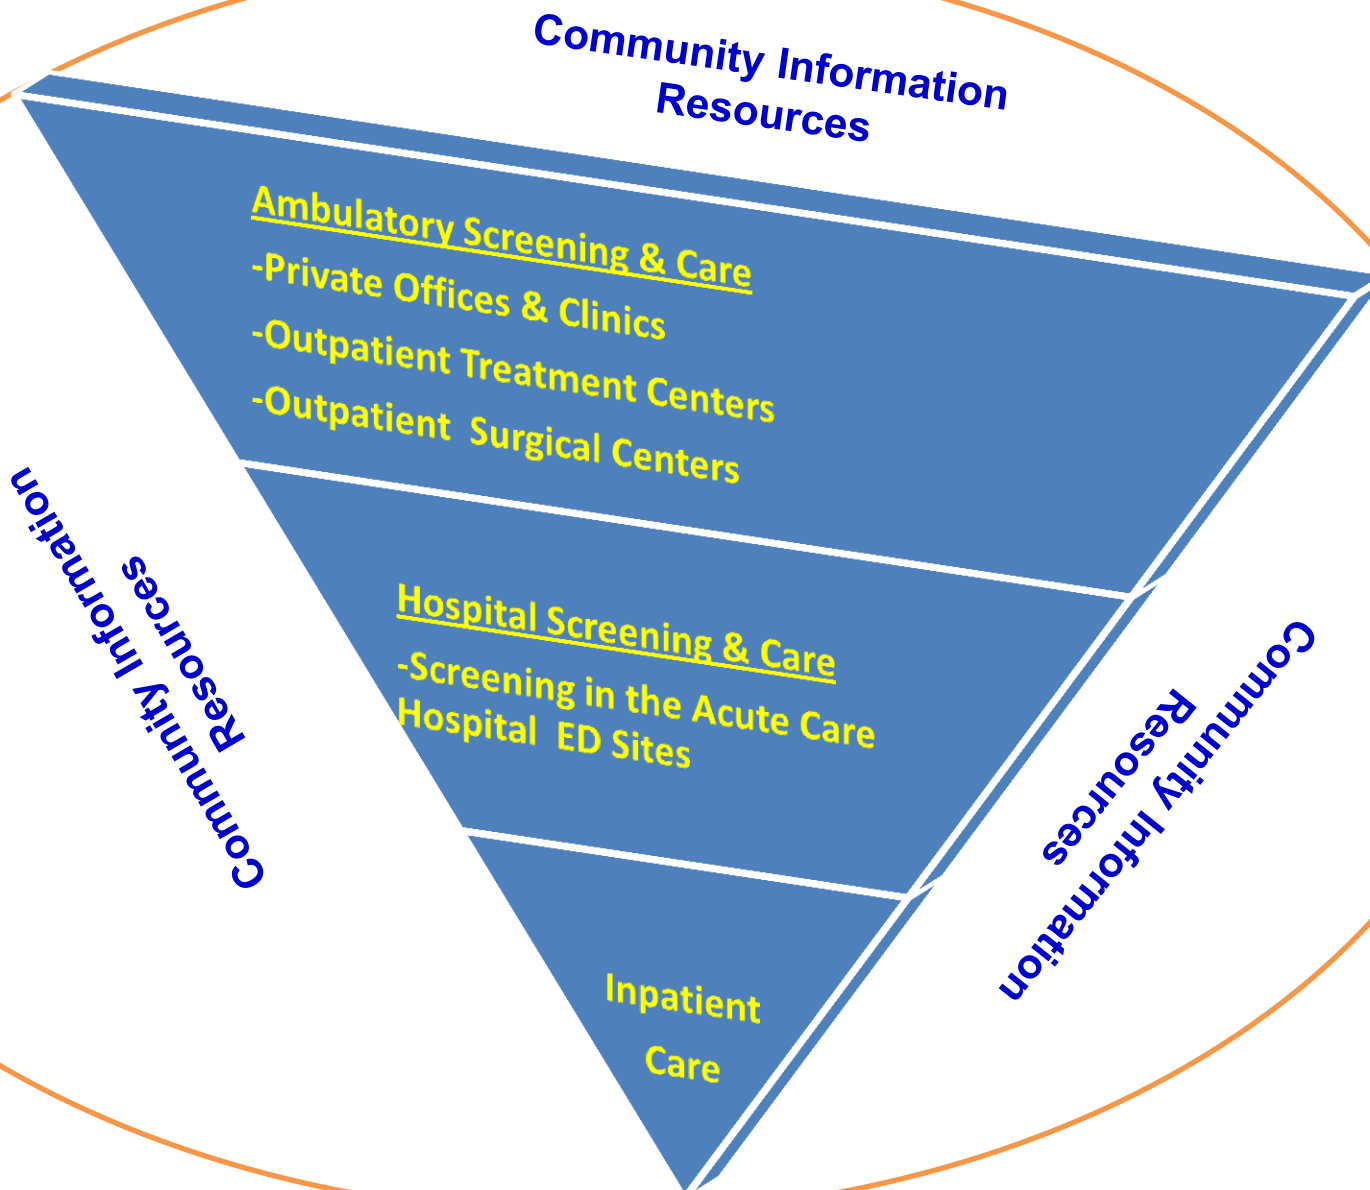 Community Information
Resources
Ambulatory Screening & Care
-Private Offices & Clinics
-Outpatient Treatment Centers
-Outpatient Surgical Centers
Hospital Screening & Care
-Screening in the Acute Care
Hospital ED Sites
Inpatient
Care
Community Information
Resources
Community Information
Resources